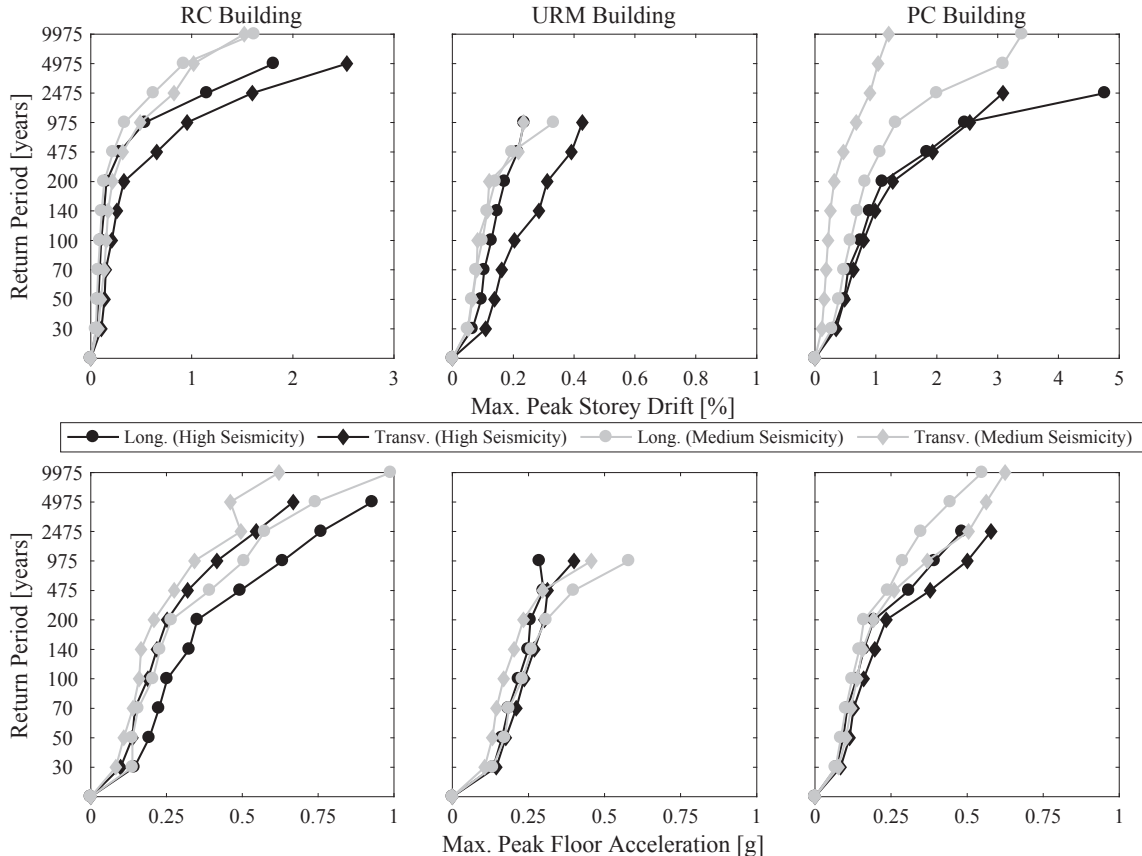 RC Building
URM Building
PC Building
Return Period [years]
9975
4975
2475
975
475
200
140
100
70
50
30
0 1 2 3
0 0.2 0.4 0.6 0.8 1
0 1 2 3 4 5
Max. Peak Storey Drift [%]
Long. (High Seismicity) Transv. (High Seismicity) Long. (Medium Seismicity) Transv. (Medium Seismicity)
Return Period [years]
9975
4975
2475
975
475
200
140
100
70
50
30
0 0.25 0.5 0.75 1
0 0.25 0.5 0.75 1
0 0.25 0.5 0.75 1
Max. Peak Floor Acceleration [g]